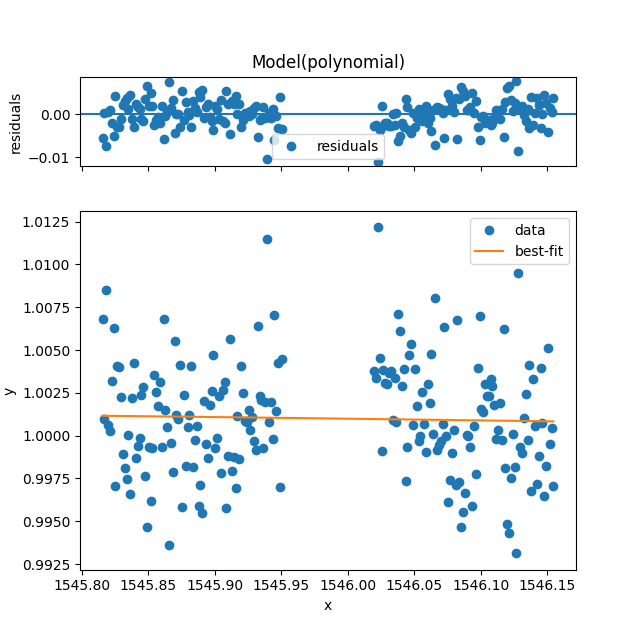 Model(polynomial)
residuals
0.00
−0.01
residuals
y
1.0125
1.0100
1.0075
1.0050
1.0025
1.0000
0.9975
0.9950
0.9925
data
best-fit
1545.80 1545.85 1545.90 1545.95 1546.00 1546.05 1546.10 1546.15
x